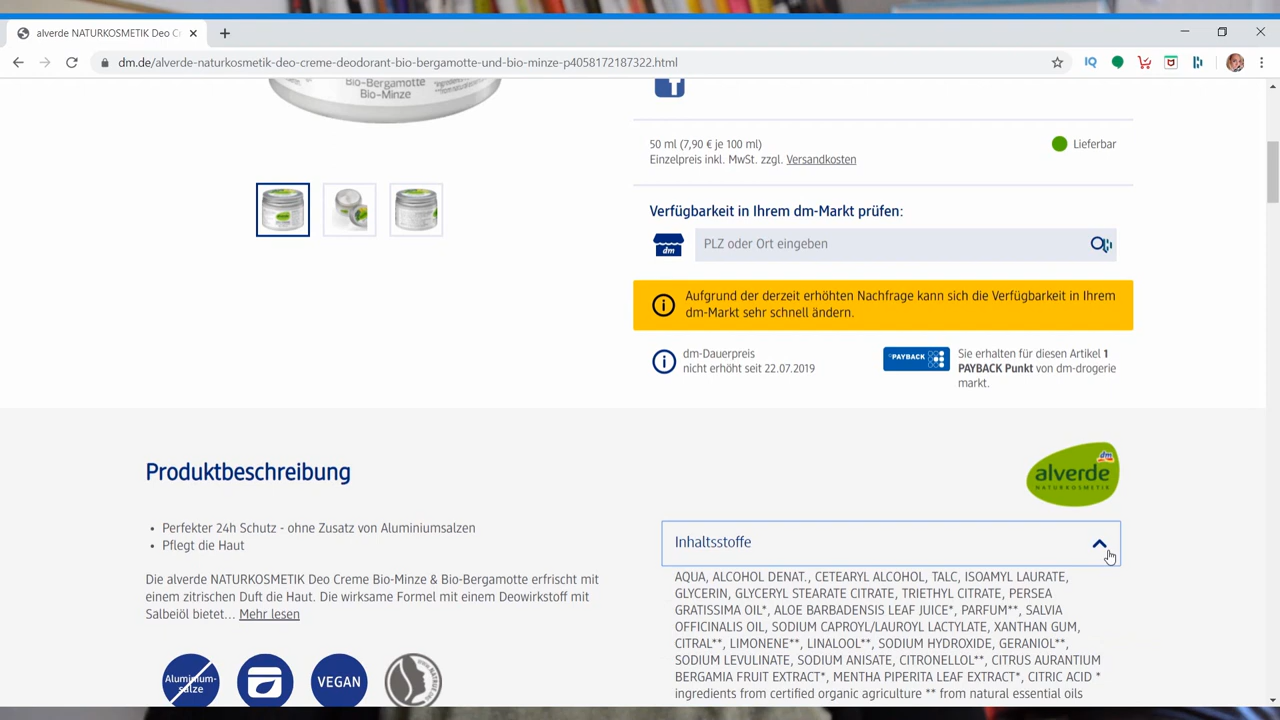 alverde NATURKOSMETIK Deo C
dm.de/alverde-naturkosmetik-deo-creme-deodorant-bio-bergamotte-und-bio-minze-p4058172187322.html
Bio-Bergamotte
Bio-Minze
50 ml (7,90 € je 100 ml)
Einzelpreis inkl. MwSt. zzgl. Versandkosten
Lieferbar
Verfügbarkeit in Ihrem dm-Markt prüfen:
dm
PLZ oder Ort eingeben
Aufgrund der derzeit erhöhten Nachfrage kann sich die Verfügbarkeit in Ihrem
dm-Markt sehr schnell ändern.
dm-Dauerpreis
nicht erhöht seit 22.07.2019
PAYBACK
Sie erhalten für diesen Artikel 1
PAYBACK Punkt von dm-drogerie
markt.
Produktbeschreibung
dm
alverde
NATURKOSMETIK
• Perfekter 24h Schutz - ohne Zusatz von Aluminiumsalzen
• Pflegt die Haut
Die alverde NATURKOSMETIK Deo Creme Bio-Minze & Bio-Bergamotte erfrischt mit
einem zitrischen Duft die Haut. Die wirksame Formel mit einem Deowirkstoff mit
Salbeiöl bietet... Mehr lesen
Aluminium-
salze
VEGAN
Inhaltsstoffe
AQUA, ALCOHOL DENAT., CETEARYL ALCOHOL, TALC, ISOAMYL LAURATE,
GLYCERIN, GLYCERYL STEARATE CITRATE, TRIETHYL CITRATE, PERSEA
GRATISSIMA OIL*, ALOE BARBADENSIS LEAF JUICE*, PARFUM**, SALVIA
OFFICINALIS OIL, SODIUM CAPROYL/LAUROYL LACTYLATE, XANTHAN GUM,
CITRAL**, LIMONENE**, LINALOOL**, SODIUM HYDROXIDE, GERANIOL**,
SODIUM LEVULINATE, SODIUM ANISATE, CITRONELLOL**, CITRUS AURANTIUM
BERGAMIA FRUIT EXTRACT*, MENTHA PIPERITA LEAF EXTRACT*, CITRIC ACID *
ingredients from certified organic agriculture ** from natural essential oils